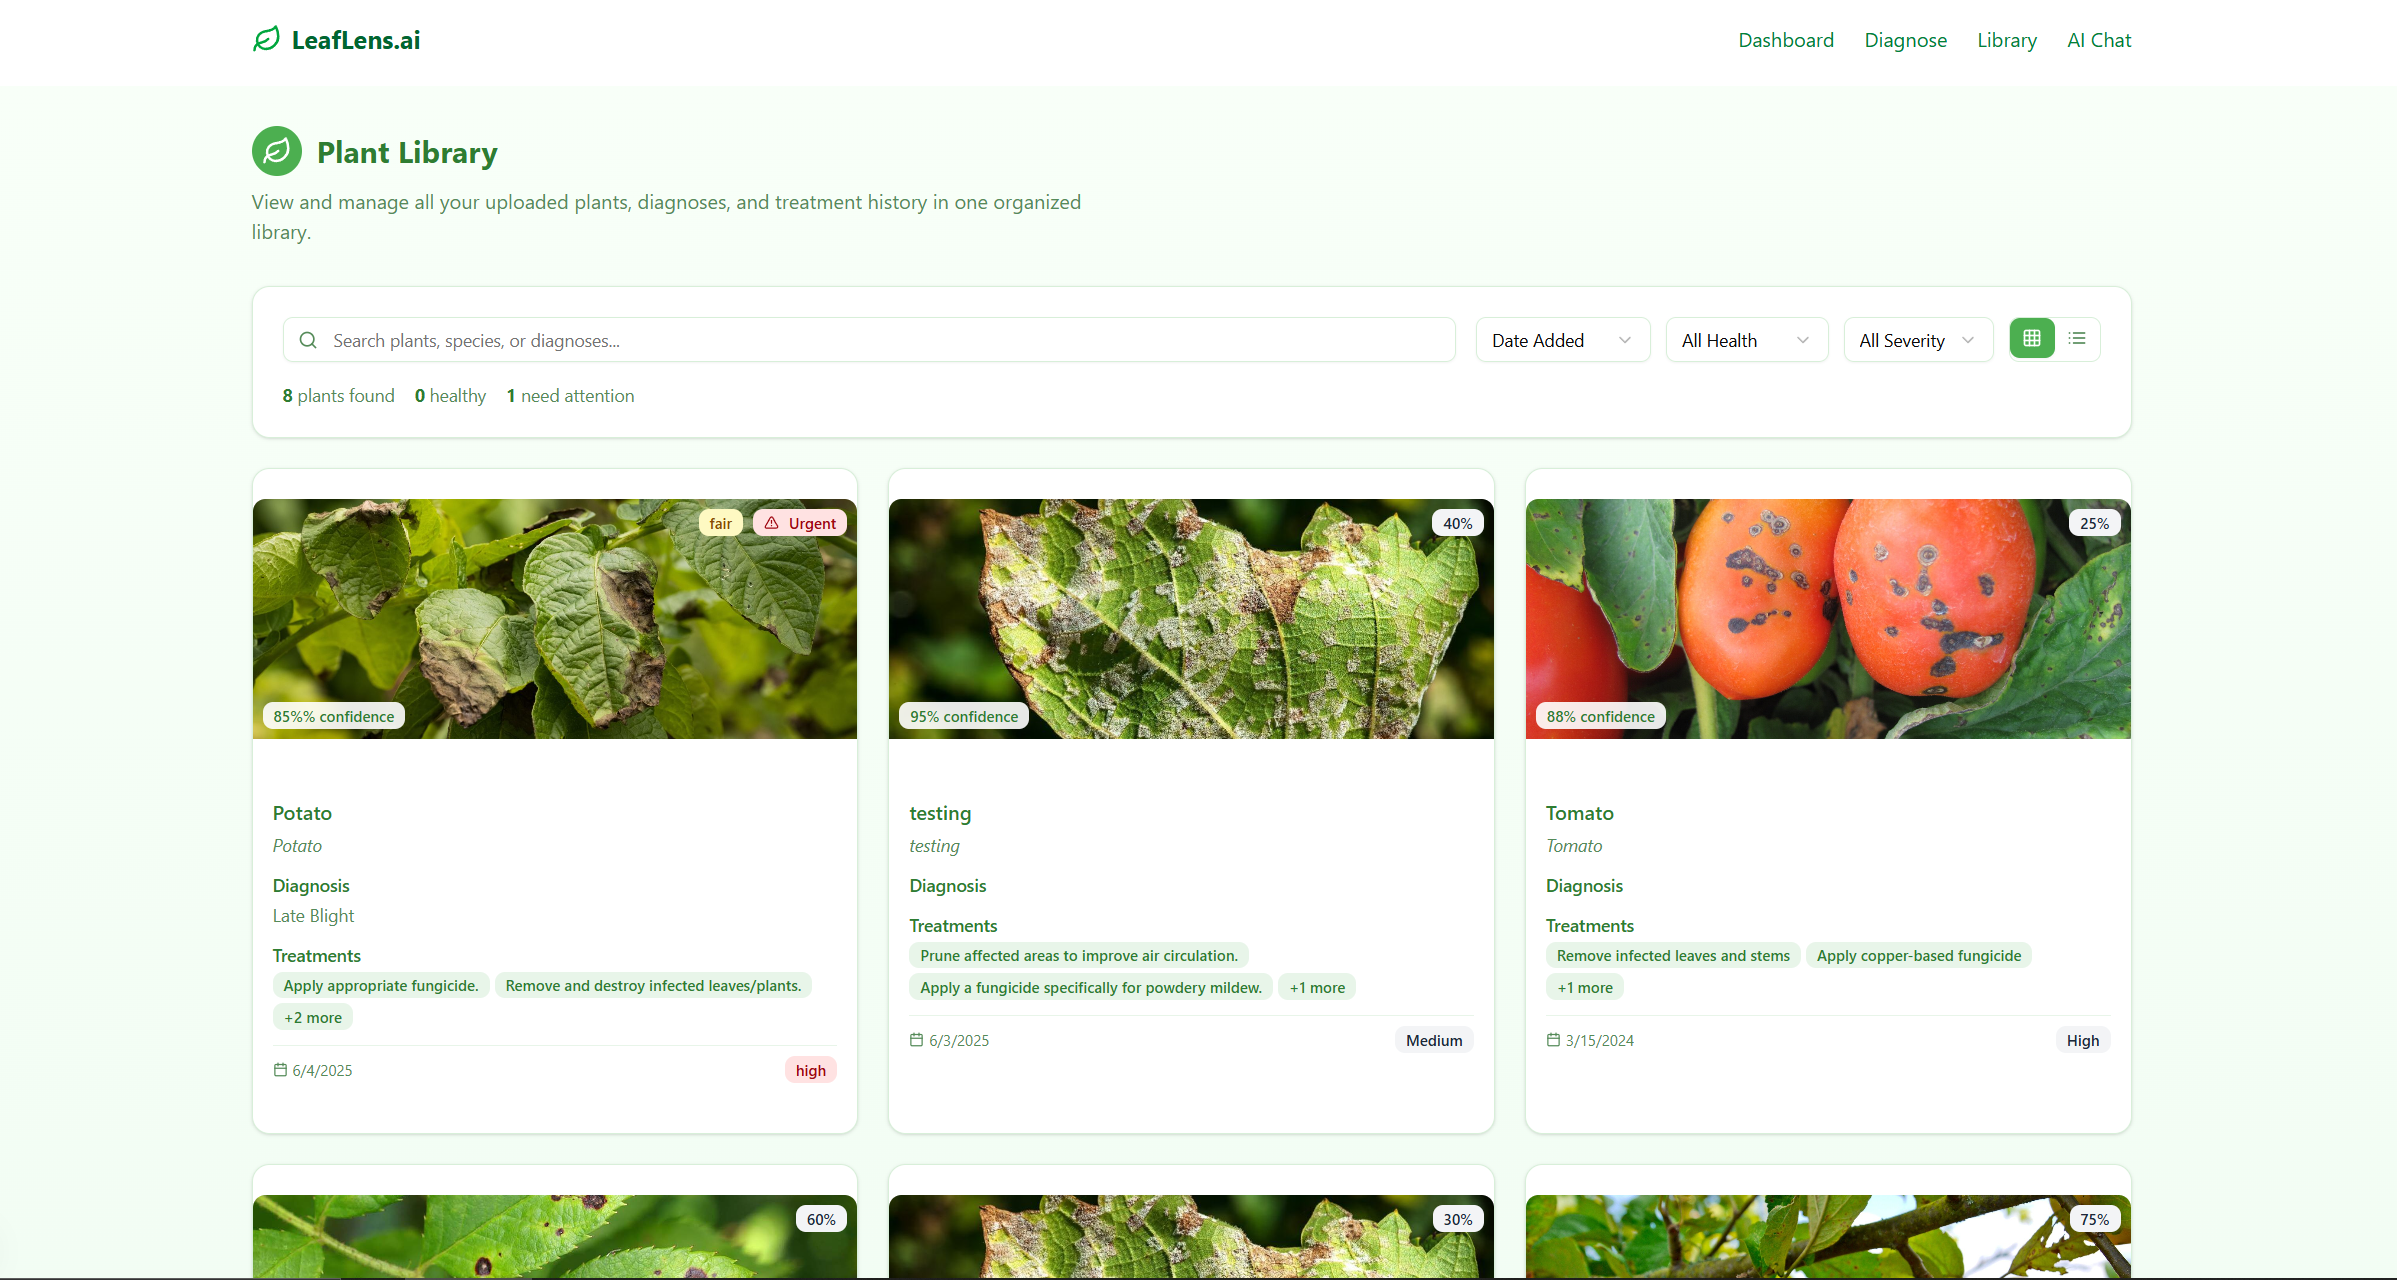 LeafLens.ai
Dashboard Diagnose Library AI Chat
Plant Library
View and manage all your uploaded plants, diagnoses, and treatment history in one organized
library.
Search plants, species, or diagnoses...
Date Added
All Health
All Severity
8 plants found 0 healthy 1 need attention
fair
Urgent
85%% confidence
Potato
Potato
Diagnosis
Late Blight
Treatments
Apply appropriate fungicide. Remove and destroy infected leaves/plants.
+2 more
6/4/2025 high
40%
95% confidence
testing
testing
Diagnosis
Treatments
Prune affected areas to improve air circulation.
Apply a fungicide specifically for powdery mildew. +1 more
6/3/2025 Medium
25%
88% confidence
Tomato
Tomato
Diagnosis
Treatments
Remove infected leaves and stems Apply copper-based fungicide
+1 more
3/15/2024 High
60%
30%
75%